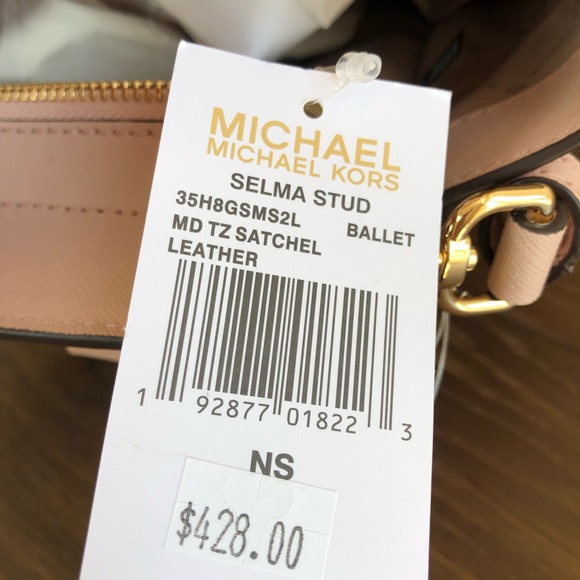 MICHAEL
MICHAEL KORS
SELMA STUD
35H8GSMS2L BALLET
MD TZ SATCHEL
LEATHER
1 92877 01822 3
NS
$428.00